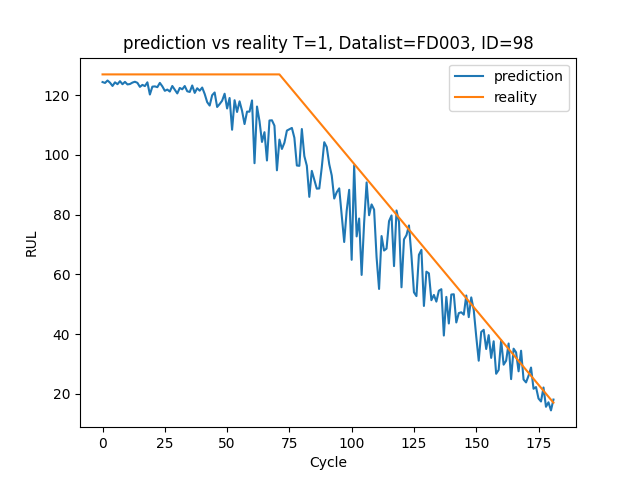 prediction vs reality T=1, Datalist=FD003, ID=98
prediction
reality
RUL
120
100
80
60
40
20
0 25 50 75 100 125 150 175
Cycle